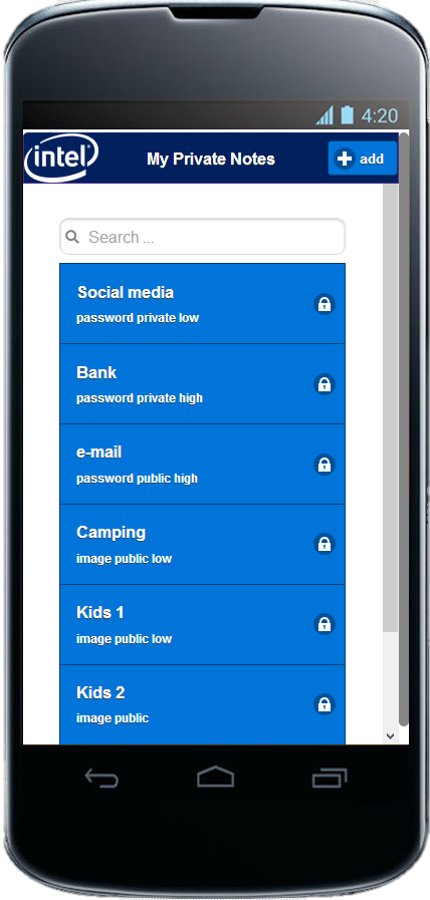 4:20
intel
My Private Notes
add
Search ...
Social media
password private low
Bank
password private high
e-mail
password public high
Camping
image public low
Kids 1
image public low
Kids 2
image public